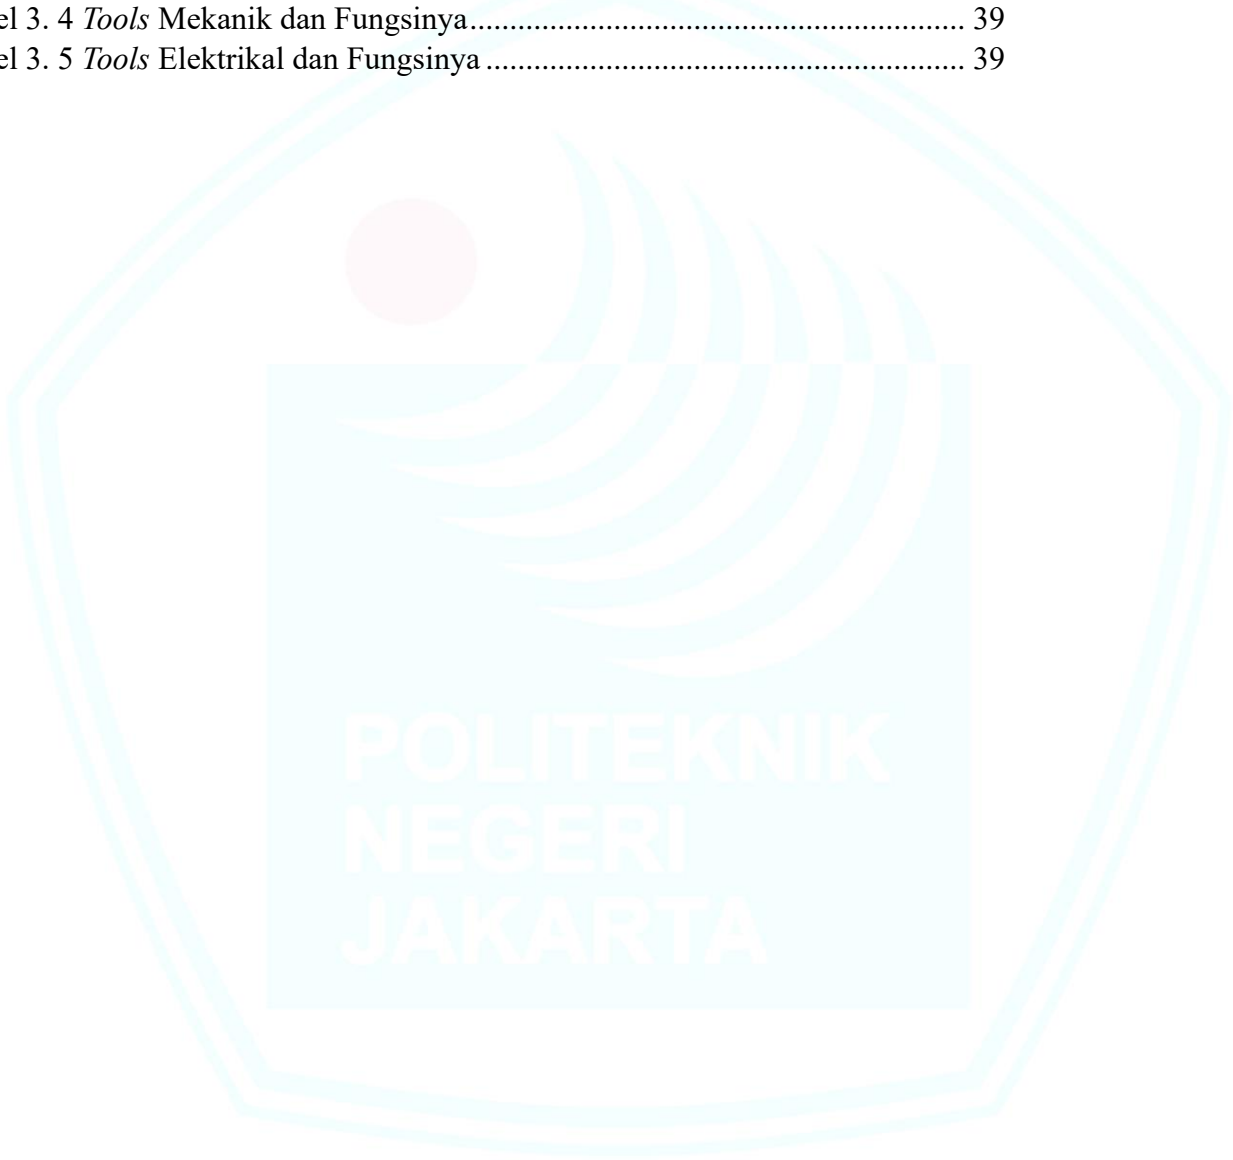 el 3. 4 Tools Mekanik dan Fungsinya.............................................................. 39
el 3. 5 Tools Elektrikal dan Fungsinya............................................................ 39
POLITEKNIK
NEGERI
JAKARTA